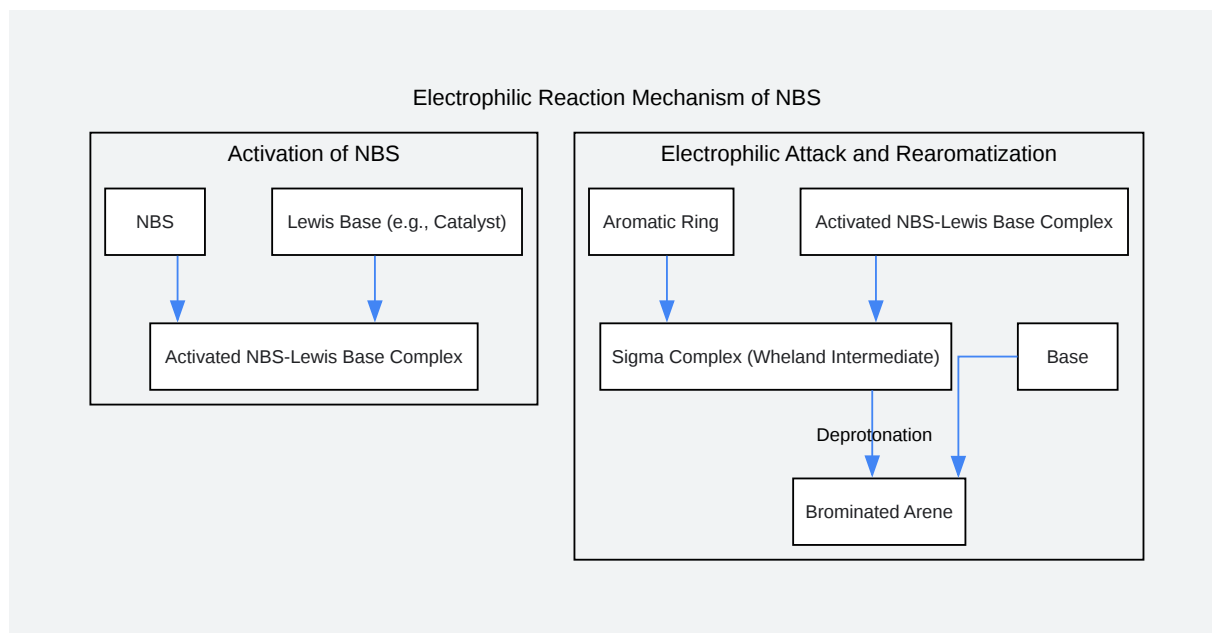 Electrophilic Reaction Mechanism of NBS
Activation of NBS
NBS
Lewis Base (e.g., Catalyst)
Activated NBS-Lewis Base Complex
Electrophilic Attack and Rearomatization
Aromatic Ring
Activated NBS-Lewis Base Complex
Sigma Complex (Wheland Intermediate)
Base
Deprotonation
Brominated Arene